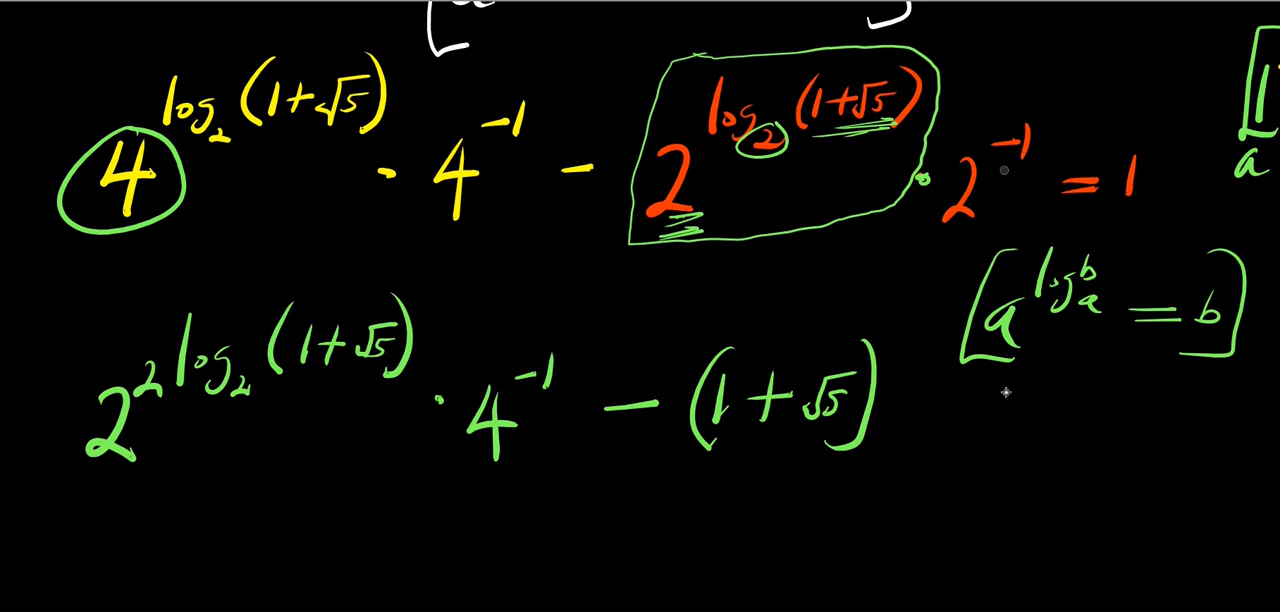 4^{log_2(1+√5)} · 4^{-1} - 2^{log_2(1+√5)} · 2^{-1} = 1
a
[a^{log_a^b} = b]
2^{2log_2(1+√5)} · 4^{-1} - (1+√5)